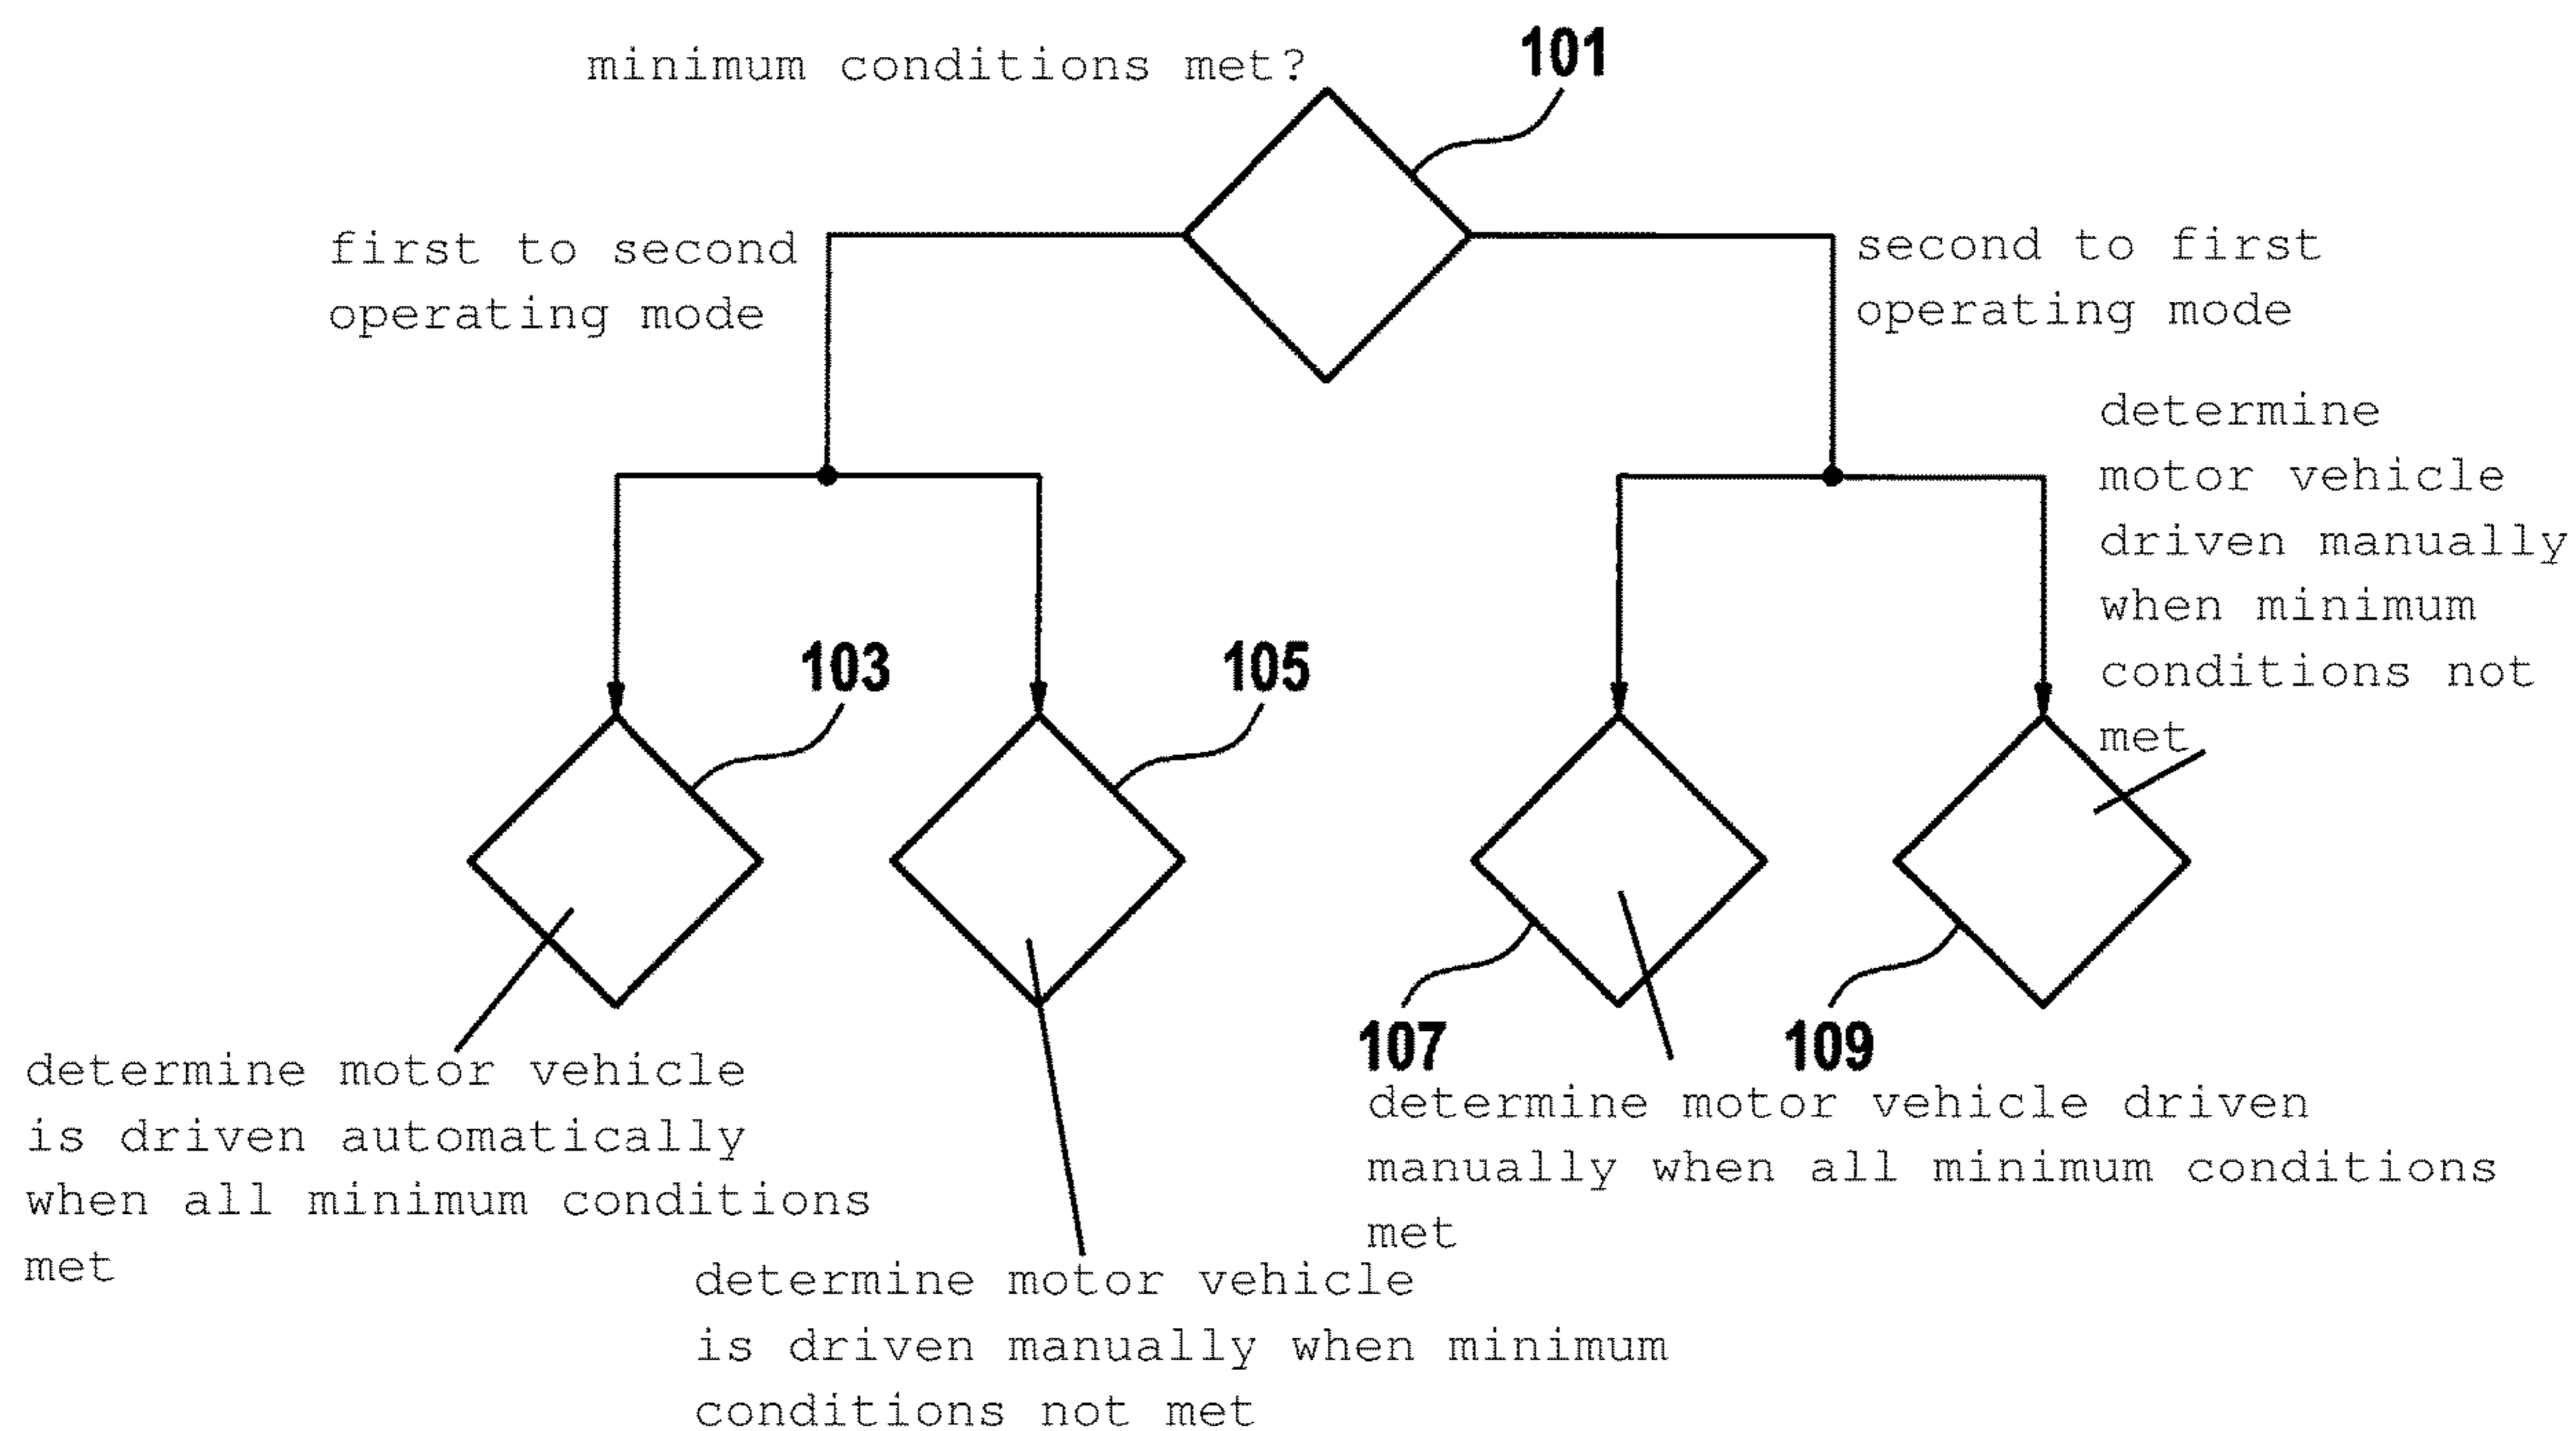 minimum conditions met?
101
first to second
operating mode
second to first
operating mode
determine
motor vehicle
driven manually
when minimum
conditions not
met
103
105
107
109
determine motor vehicle
is driven automatically
when all minimum conditions
met
determine motor vehicle
is driven manually when minimum
conditions not met
determine motor vehicle driven
manually when all minimum conditions
met